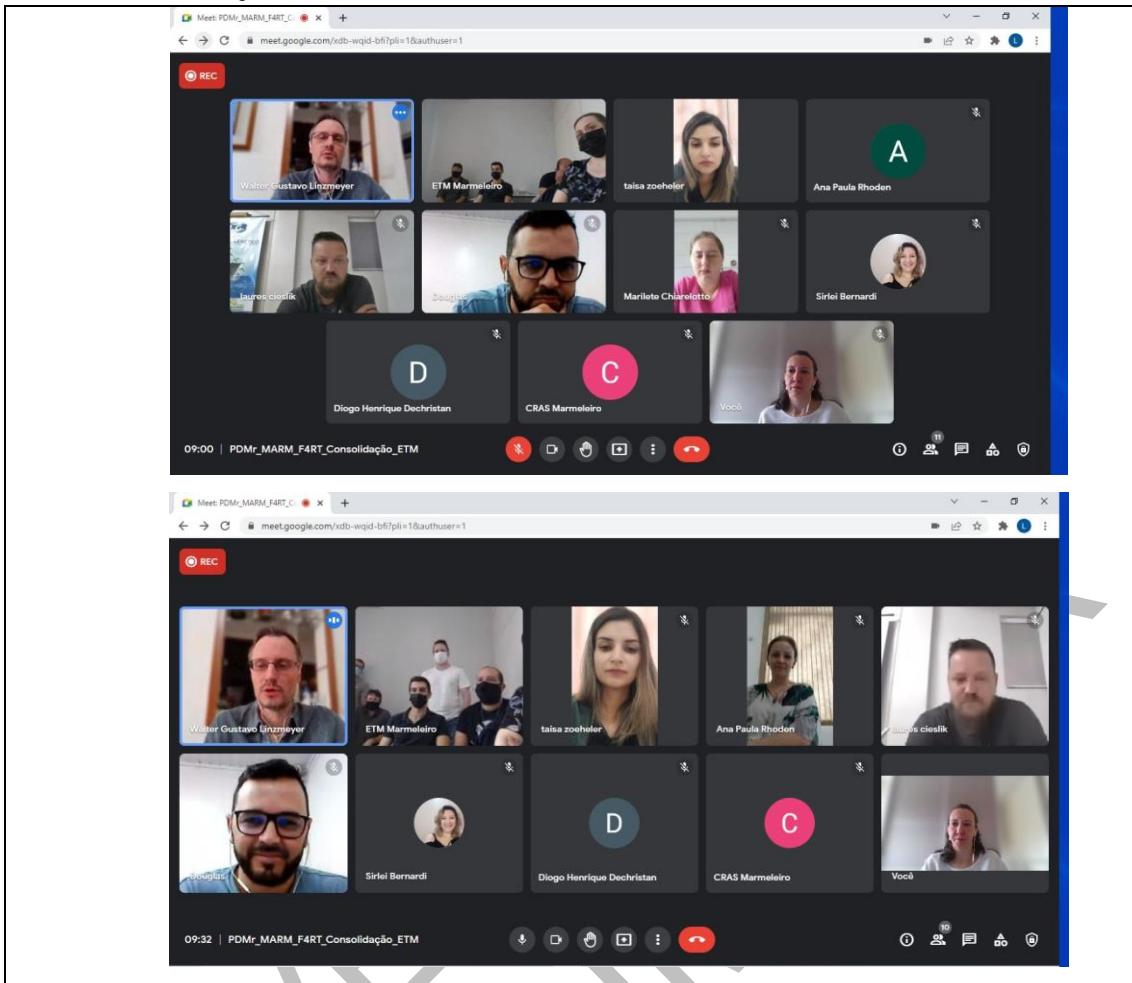 Meet: PDMr_MARM_F4RT_C
meet.google.com/xdb-wqid-bfi?pli=1&authuser=1
L
REC
Walter Gustavo Linzmeyer
ETM Marmeleiro
taisa zoeheler
A
Ana Paula Rhoden
laures cieslik
Douglas
Marilete Chiarelotto
Sirlei Bernardi
D
Diogo Henrique Dechristan
C
CRAS Marmeleiro
Você
09:00 | PDMr_MARM_F4RT_Consolidação_ETM
11
Meet: PDMr_MARM_F4RT_C
meet.google.com/xdb-wqid-bfi?pli=1&authuser=1
L
REC
Walter Gustavo Linzmeyer
ETM Marmeleiro
taisa zoeheler
Ana Paula Rhoden
laures cieslik
Douglas
Sirlei Bernardi
D
Diogo Henrique Dechristan
C
CRAS Marmeleiro
Você
09:32 | PDMr_MARM_F4RT_Consolidação_ETM
10